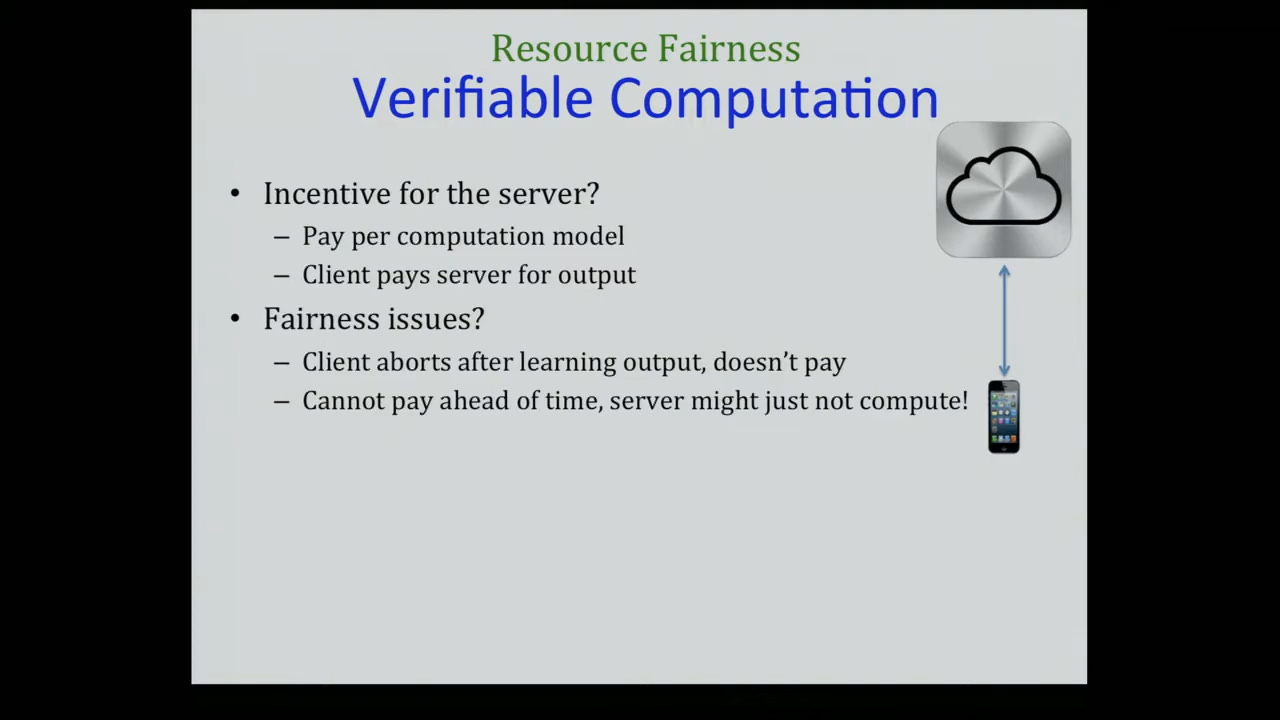 Resource Fairness
Verifiable Computation
• Incentive for the server?
– Pay per computation model
– Client pays server for output
• Fairness issues?
– Client aborts after learning output, doesn't pay
– Cannot pay ahead of time, server might just not compute!